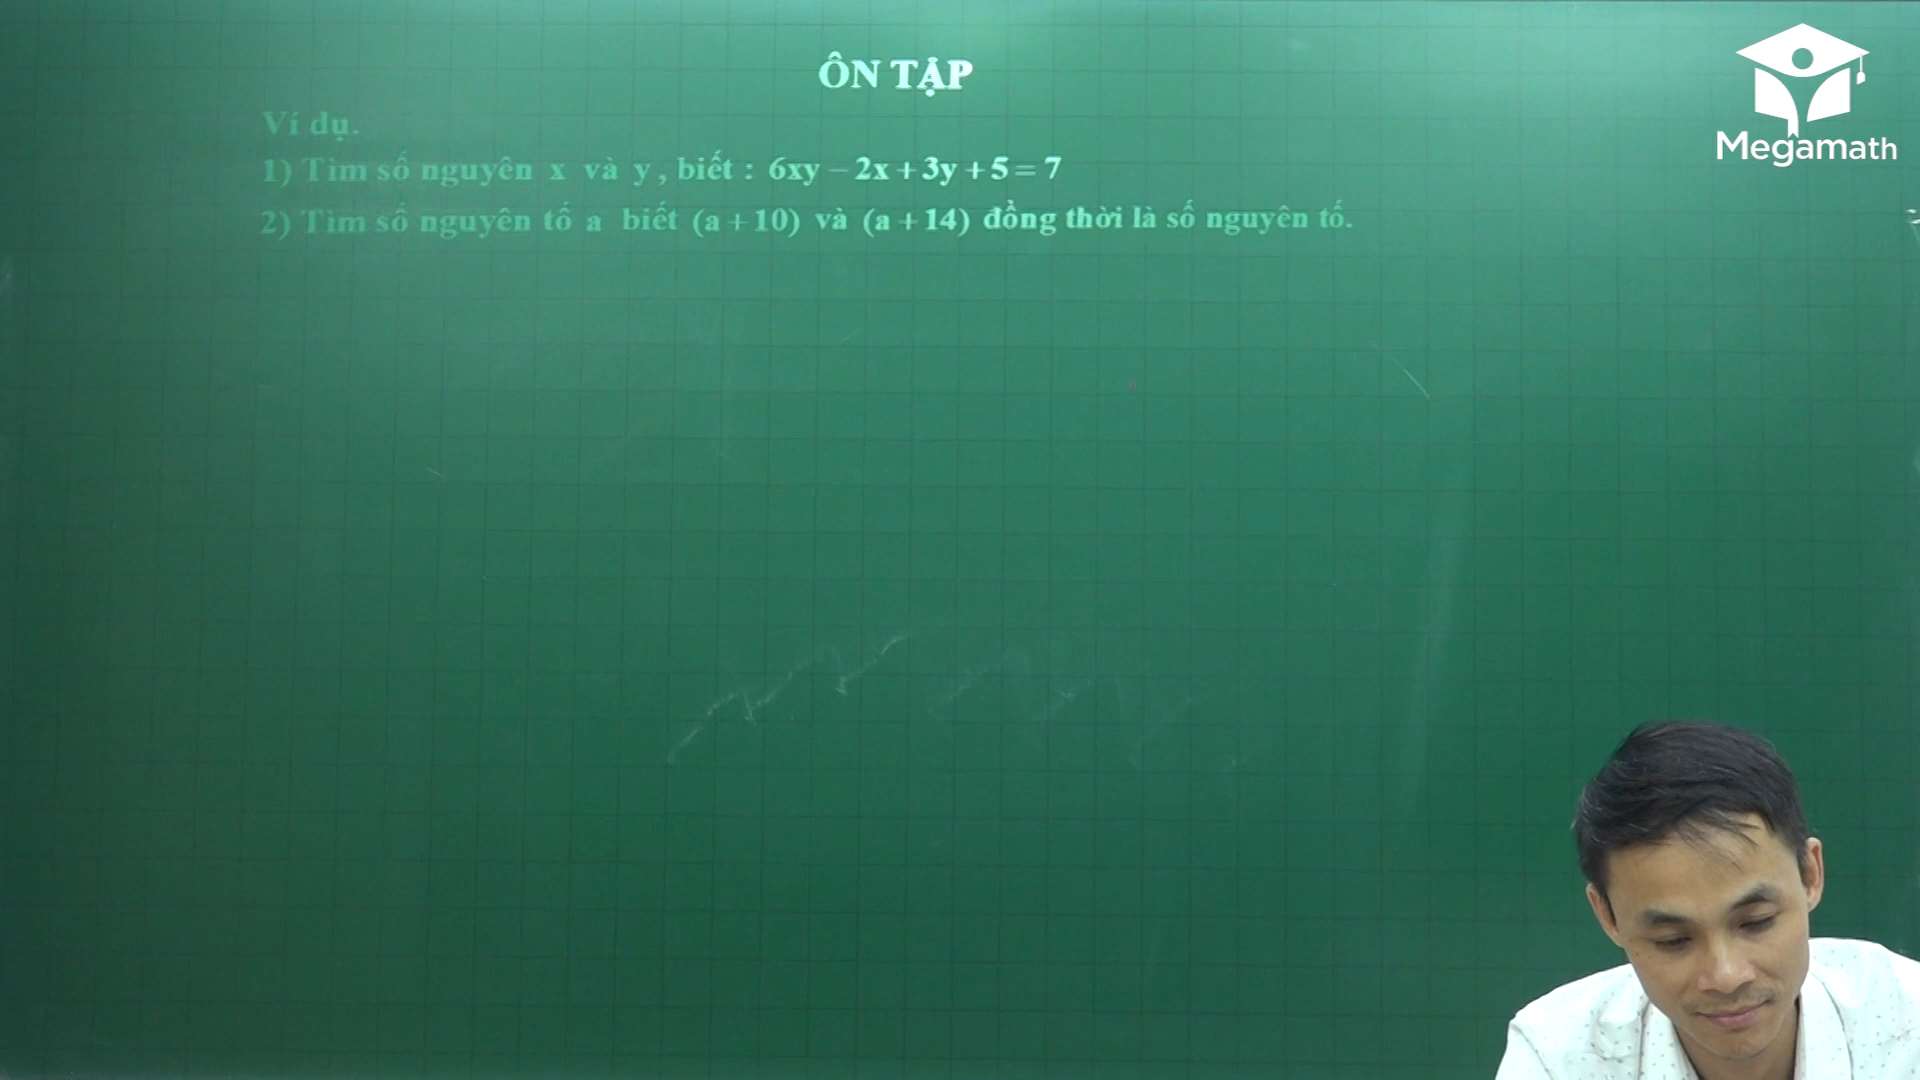 ÔN TẬP
Megamath
Ví dụ.
1) Tìm số nguyên x và y, biết : 6xy − 2x + 3y + 5 = 7
2) Tìm số nguyên tố a biết (a + 10) và (a + 14) đồng thời là số nguyên tố.